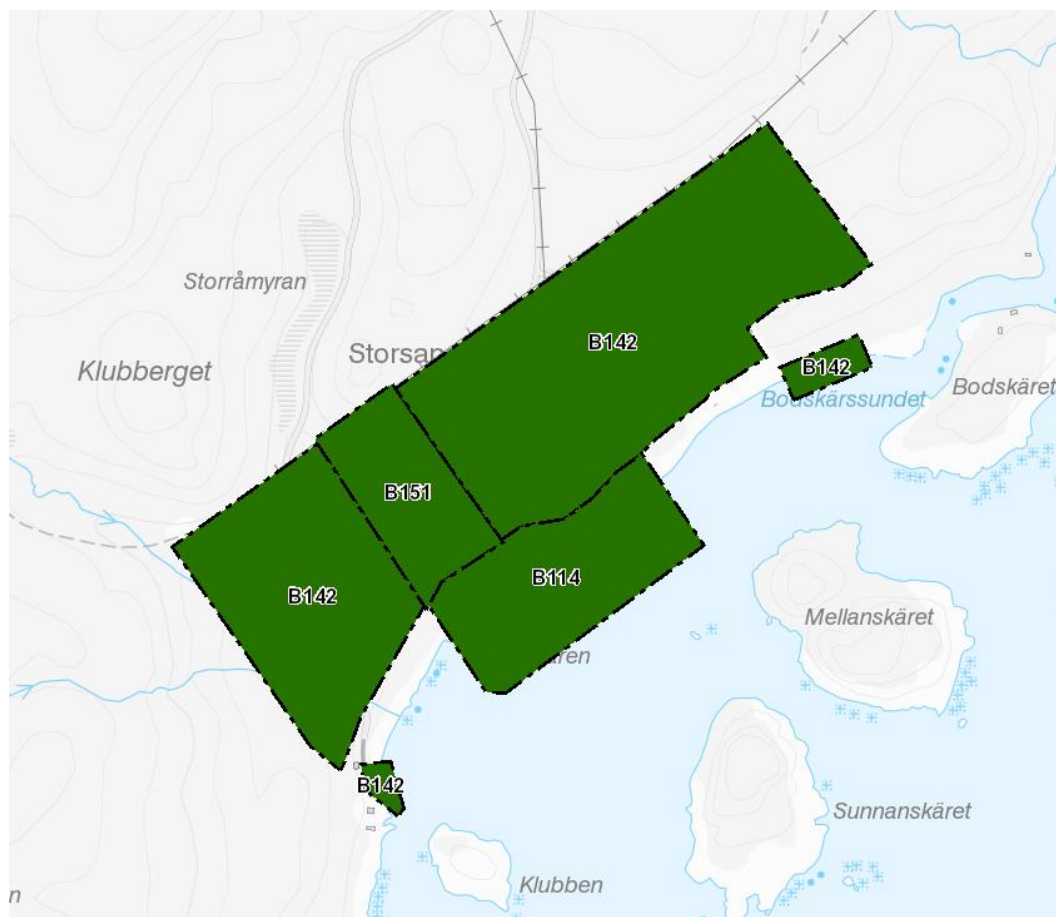 Storråmyran
B142
Storsan
Klubberget
B142
Bodskäret
Bodskärssundet
B151
B114
B142
Mellanskäret
B142
Sunnanskäret
Klubben
n